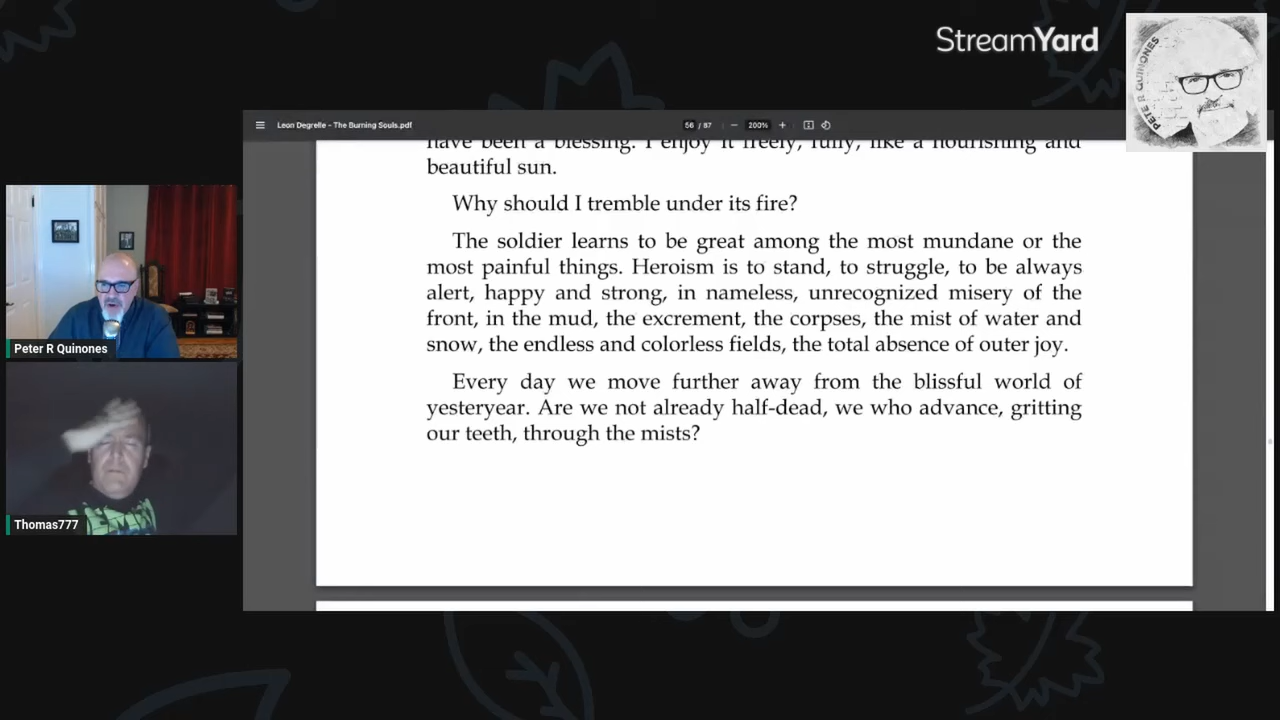 StreamYard
PETER R QUINONES
Leon Degrelle - The Burning Souls.pdf
56 / 87
200%
have been a blessing. I enjoy it freely, fully, like a nourishing and
beautiful sun.
Why should I tremble under its fire?
The soldier learns to be great among the most mundane or the
most painful things. Heroism is to stand, to struggle, to be always
alert, happy and strong, in nameless, unrecognized misery of the
front, in the mud, the excrement, the corpses, the mist of water and
snow, the endless and colorless fields, the total absence of outer joy.
Every day we move further away from the blissful world of
yesteryear. Are we not already half-dead, we who advance, gritting
our teeth, through the mists?
Peter R Quinones
Thomas777